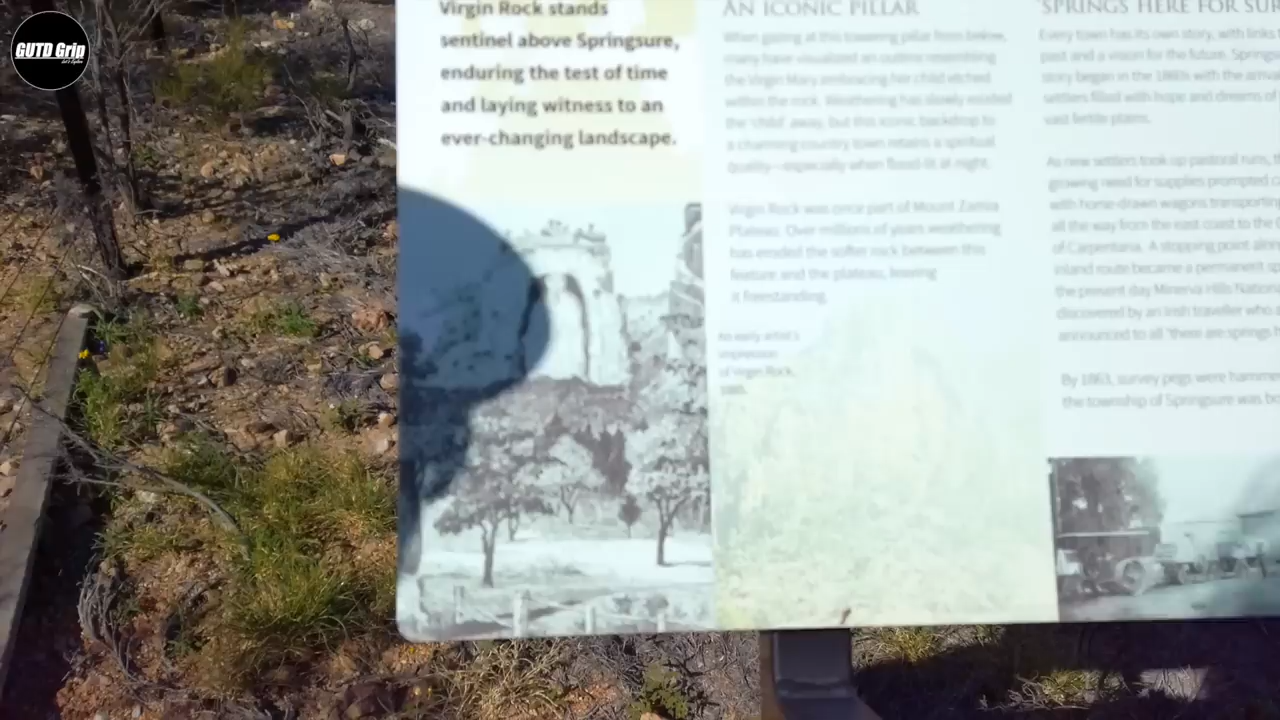 GUTD Grip
Virgin Rock stands
sentinel above Springsure,
enduring the test of time
and laying witness to an
ever-changing landscape.
AN ICONIC PILLAR
When going at this towering pillar from below,
many have visualized an outline resembling
the Virgin Mary embracing her child etched
within the rock. Weathering has slowly eroded
the 'child' away, but this iconic backdrop to
a charming country town retains a spiritual
quality—especially when flood-lit at night.
Virgin Rock was once part of Mount Zamia
Plateau. Over millions of years weathering
has eroded the softer rock between this
feature and the plateau, leaving
it freestanding.
An early artist's
impression
of Virgin Rock,
'SPRINGS HERE FOR SUR
Every town has its own story, with links
past and a vision for the future. Springsu
story began in the 1860s with the arriva
settlers filled with hope and dreams of
vast fertile plains.
As new settlers took up pastoral runs, th
growing need for supplies prompted ca
with horse-drawn wagons transporting
all the way from the east coast to the
of Carpentaria. A stopping point along
inland route became a permanent sp
the present day Minerva Hills Nationa
discovered by an Irish traveller who
announced to all 'there are springs h
By 1863, survey pegs were hammer
the township of Springsure was bo